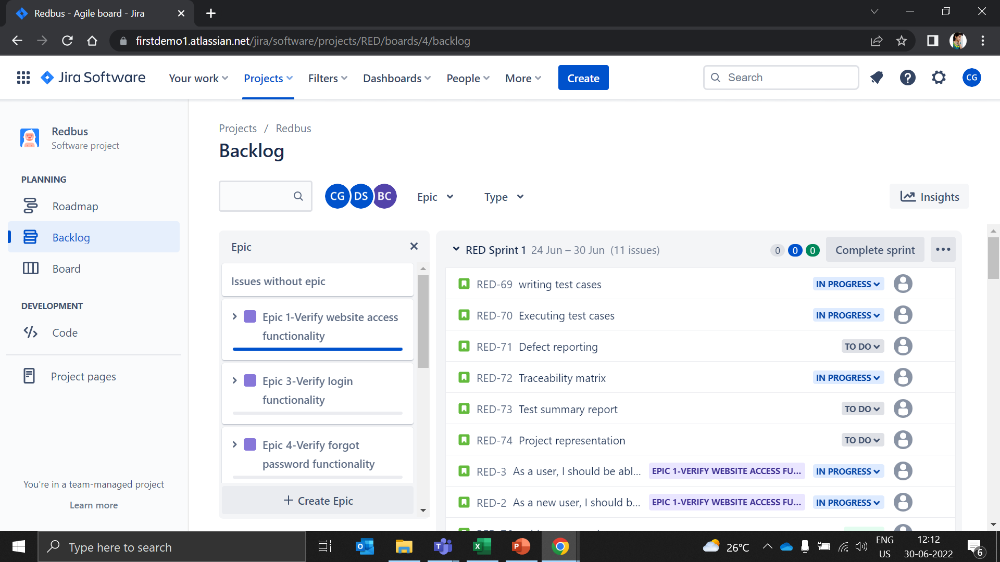 Redbus - Agile board - Jira
firstdemo1.atlassian.net/jira/software/projects/RED/boards/4/backlog
Jira Software
Your work
Projects
Filters
Dashboards
People
More
Create
Search
CG
Redbus
Software project
PLANNING
Roadmap
Backlog
Board
DEVELOPMENT
Code
Project pages
You're in a team-managed project
Learn more
Projects / Redbus
Backlog
CG DS BC
Epic
Type
Insights
Epic
Issues without epic
Epic 1-Verify website access
functionality
Epic 3-Verify login
functionality
Epic 4-Verify forgot
password functionality
+ Create Epic
RED Sprint 1 24 Jun – 30 Jun (11 issues)
0 0 0
Complete sprint
RED-69 writing test cases IN PROGRESS
RED-70 Executing test cases IN PROGRESS
RED-71 Defect reporting TO DO
RED-72 Traceability matrix IN PROGRESS
RED-73 Test summary report TO DO
RED-74 Project representation TO DO
RED-3 As a user, I should be abl... EPIC 1-VERIFY WEBSITE ACCESS FU... IN PROGRESS
RED-2 As a new user, I should b... EPIC 1-VERIFY WEBSITE ACCESS FU... IN PROGRESS
Type here to search
26°C
ENG
US
12:12
30-06-2022
6